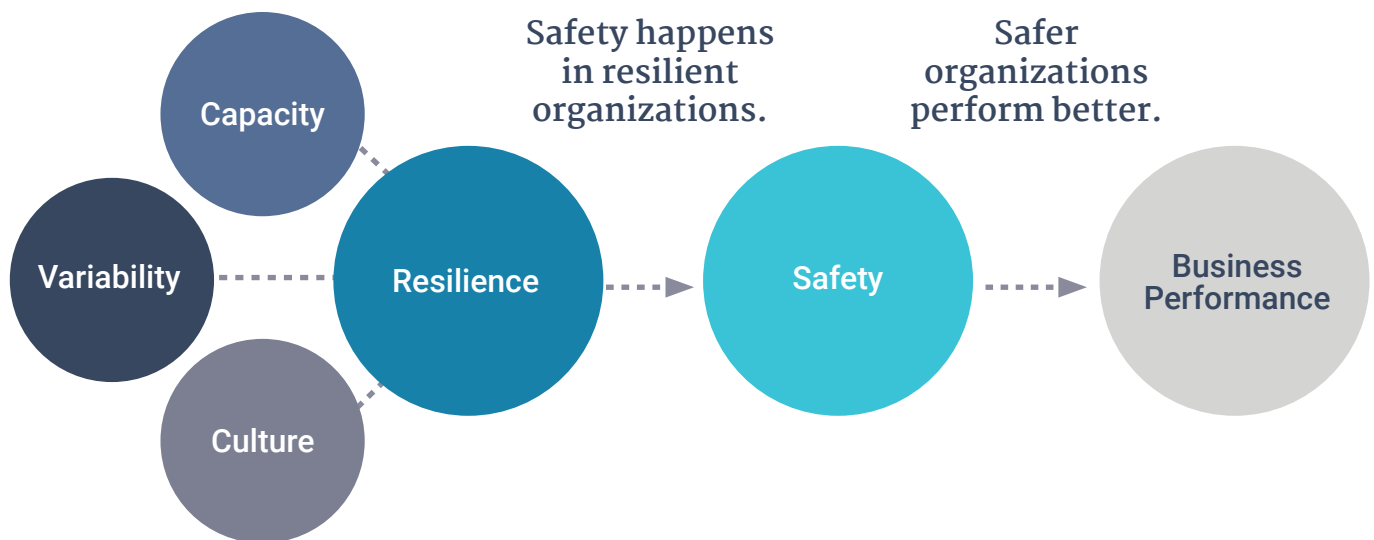 Safety happens
in resilient
organizations.
Safer
organizations
perform better.
Capacity
Variability
Culture
Resilience
Safety
Business
Performance